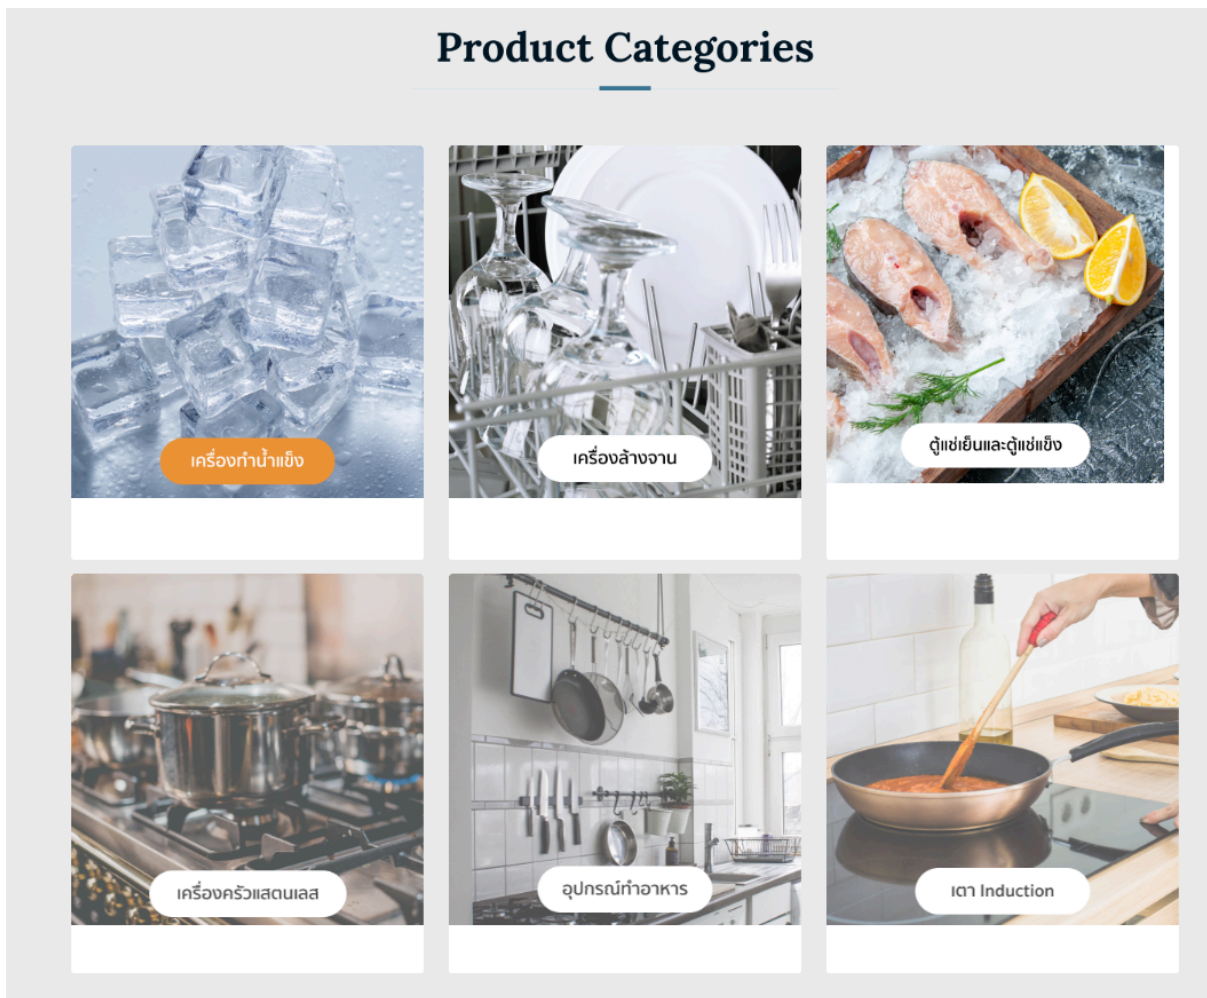 Product Categories
เครื่องทำน้ำแข็ง
เครื่องล้างจาน
ตู้แช่เย็นและตู้แช่แข็ง
เครื่องครัวแสตนเลส
อุปกรณ์ทำอาหาร
เตา Induction